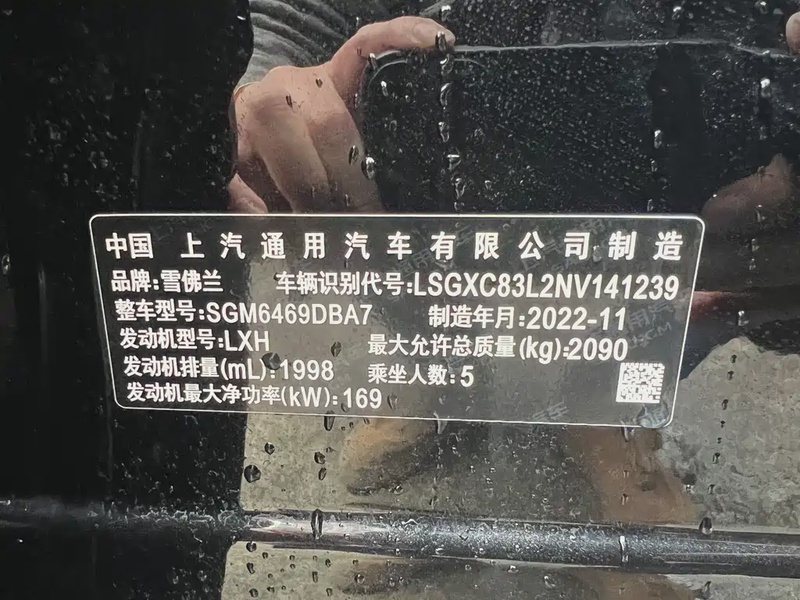 中国 上汽通用汽车有限公司制造
品牌:雪佛兰 车辆识别代号:LSGXC83L2NV141239
整车型号:SGM6469DBA7 制造年月:2022-11
发动机型号:LXH 最大允许总质量(kg):2090
发动机排量(mL):1998 乘坐人数:5
发动机最大净功率(kW):169